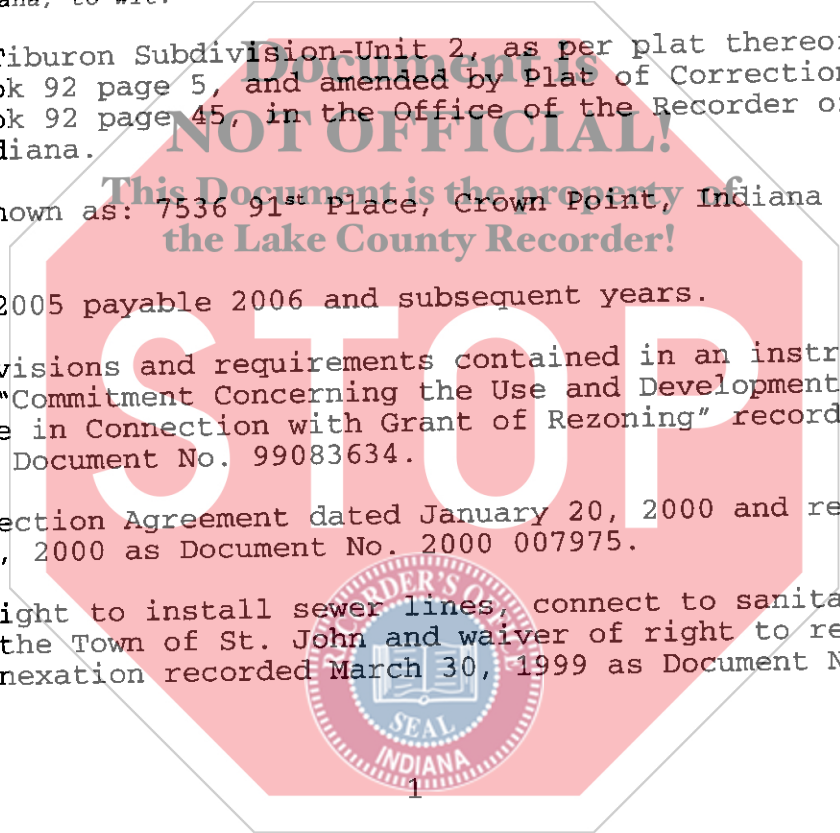 ana, to wit:
Tiburon Subdivision-Unit 2, as per plat thereo
ok 92 page 5, and amended by Plat of Correction
ok 92 page 45, in the Office of the Recorder o
diana.
nown as: 7536 91st Place, Crown Point, Indiana
2005 payable 2006 and subsequent years.
visions and requirements contained in an instr
"Commitment Concerning the Use and Development
e in Connection with Grant of Rezoning" record
Document No. 99083634.
ection Agreement dated January 20, 2000 and re
, 2000 as Document No. 2000 007975.
ight to install sewer lines, connect to sanita
the Town of St. John and waiver of right to re
nexation recorded March 30, 1999 as Document N
1
Document is
NOT OFFICIAL!
This Document is the property of
the Lake County Recorder!
STOP
RECORDER'S OFFICE
SEAL
INDIANA